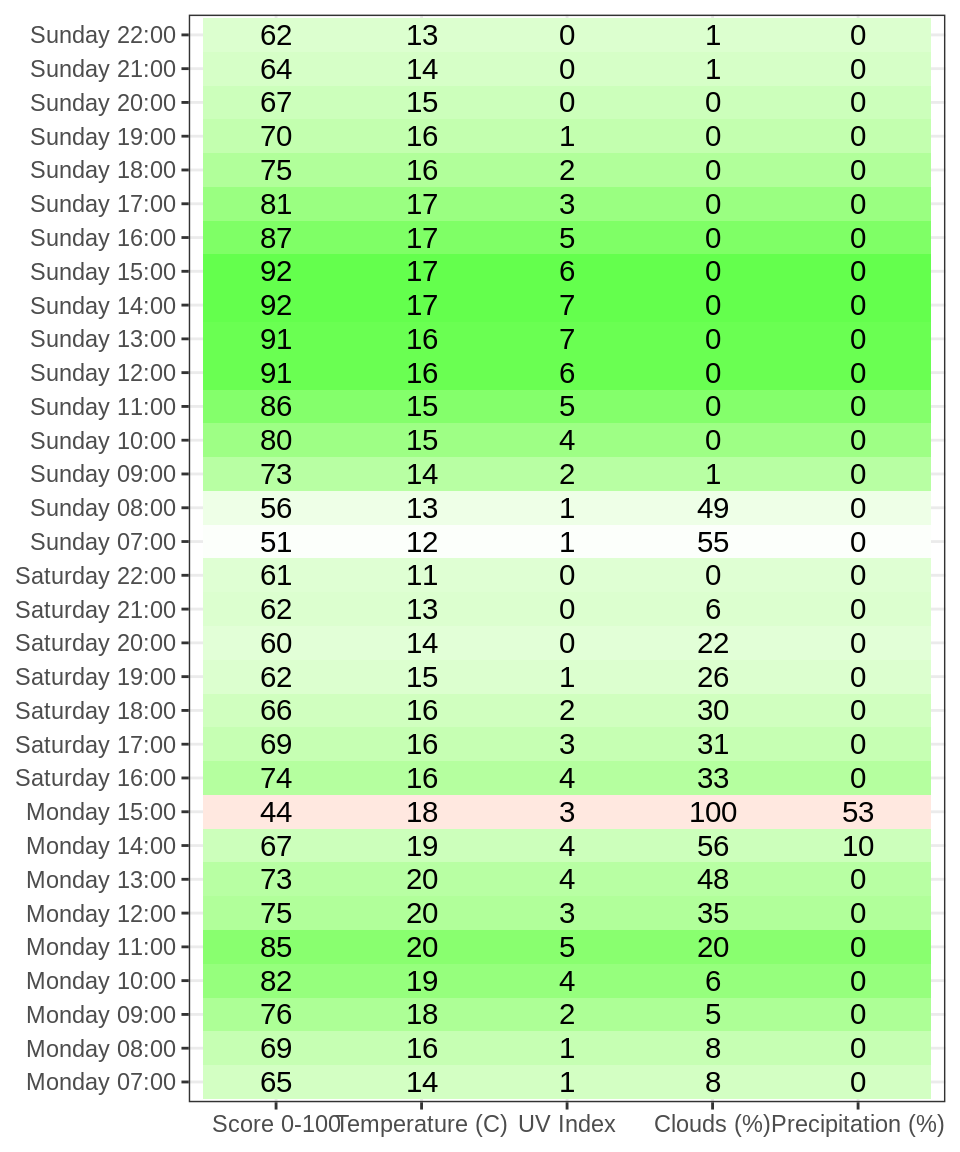 Sunday 22:00 62 13 0 1 0
Sunday 21:00 64 14 0 1 0
Sunday 20:00 67 15 0 0 0
Sunday 19:00 70 16 1 0 0
Sunday 18:00 75 16 2 0 0
Sunday 17:00 81 17 3 0 0
Sunday 16:00 87 17 5 0 0
Sunday 15:00 92 17 6 0 0
Sunday 14:00 92 17 7 0 0
Sunday 13:00 91 16 7 0 0
Sunday 12:00 91 16 6 0 0
Sunday 11:00 86 15 5 0 0
Sunday 10:00 80 15 4 0 0
Sunday 09:00 73 14 2 1 0
Sunday 08:00 56 13 1 49 0
Sunday 07:00 51 12 1 55 0
Saturday 22:00 61 11 0 0 0
Saturday 21:00 62 13 0 6 0
Saturday 20:00 60 14 0 22 0
Saturday 19:00 62 15 1 26 0
Saturday 18:00 66 16 2 30 0
Saturday 17:00 69 16 3 31 0
Saturday 16:00 74 16 4 33 0
Monday 15:00 44 18 3 100 53
Monday 14:00 67 19 4 56 10
Monday 13:00 73 20 4 48 0
Monday 12:00 75 20 3 35 0
Monday 11:00 85 20 5 20 0
Monday 10:00 82 19 4 6 0
Monday 09:00 76 18 2 5 0
Monday 08:00 69 16 1 8 0
Monday 07:00 65 14 1 8 0
Score 0-100 Temperature (C) UV Index Clouds (%) Precipitation (%)